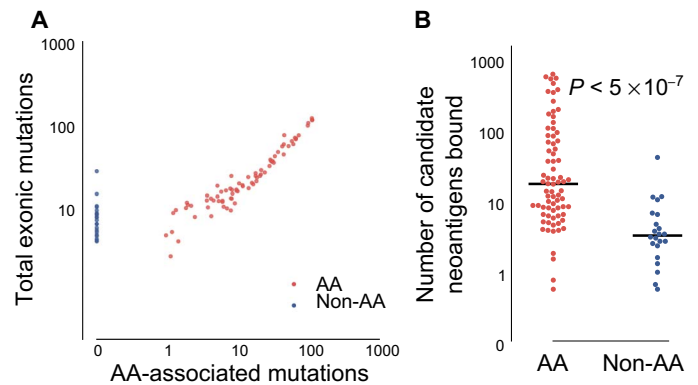 A
1000
100
10
Total exonic mutations
AA
Non-AA
0
1
10
100
1000
AA-associated mutations
B
1000
100
10
1
0
Number of candidate
neoantigens bound
P < 5 ×10⁻⁷
AA
Non-AA